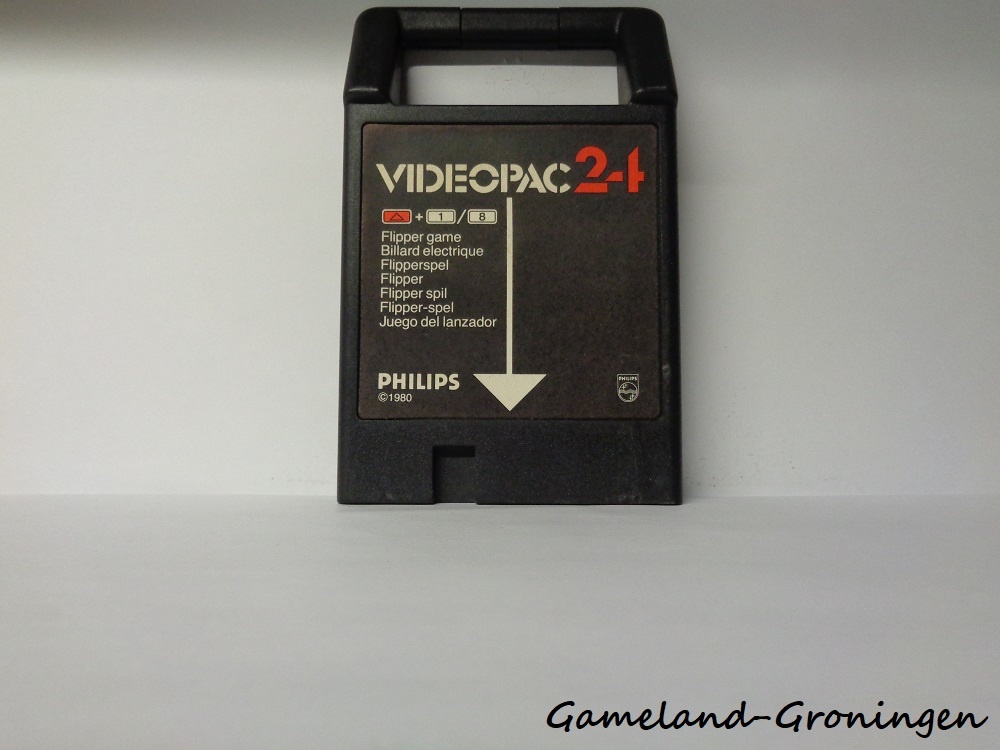 VIDEOPAC 24
+ 1 / 8
Flipper game
Billard electrique
Flipperspel
Flipper
Flipper spil
Flipper-spel
Juego del lanzador
PHILIPS
©1980
PHILIPS
Gameland-Groningen